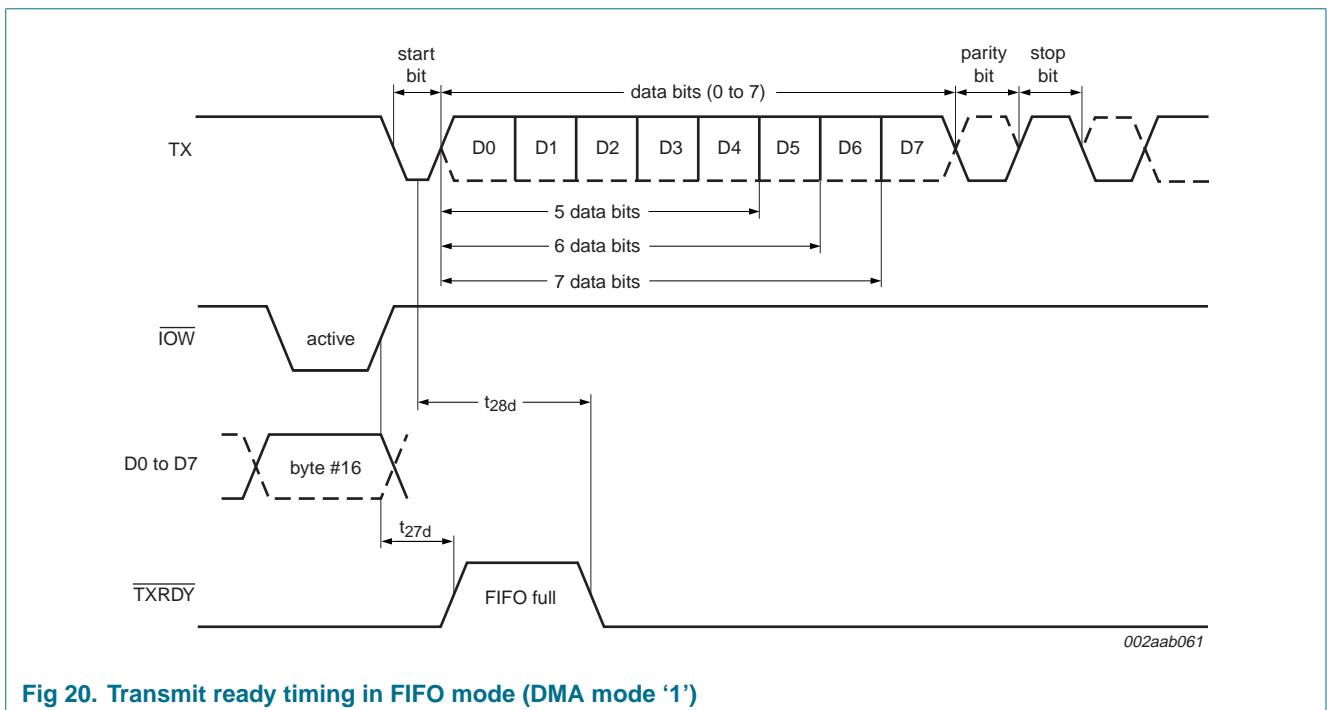 start
bit
data bits (0 to 7)
parity
bit
stop
bit
TX
D0 D1 D2 D3 D4 D5 D6 D7
5 data bits
6 data bits
7 data bits
IOW
active
t28d
D0 to D7
byte #16
t27d
TXRDY
FIFO full
002aab061
Fig 20. Transmit ready timing in FIFO mode (DMA mode ‘1’)